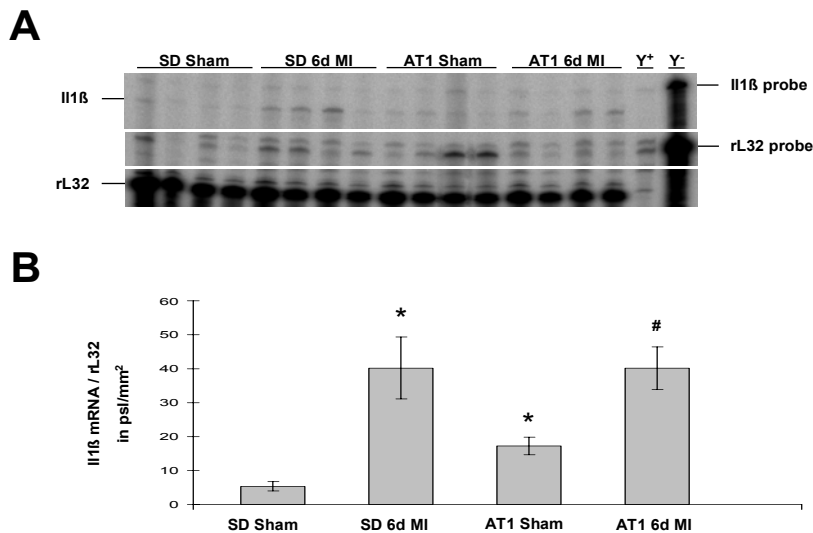 A
SD Sham SD 6d MI AT1 Sham AT1 6d MI Y+ Y-
Il1ß
Il1ß probe
rL32 probe
rL32
B
Il1ß mRNA / rL32
in psl/mm²
60
50
40
30
20
10
0
*
*
#
SD Sham SD 6d MI AT1 Sham AT1 6d MI